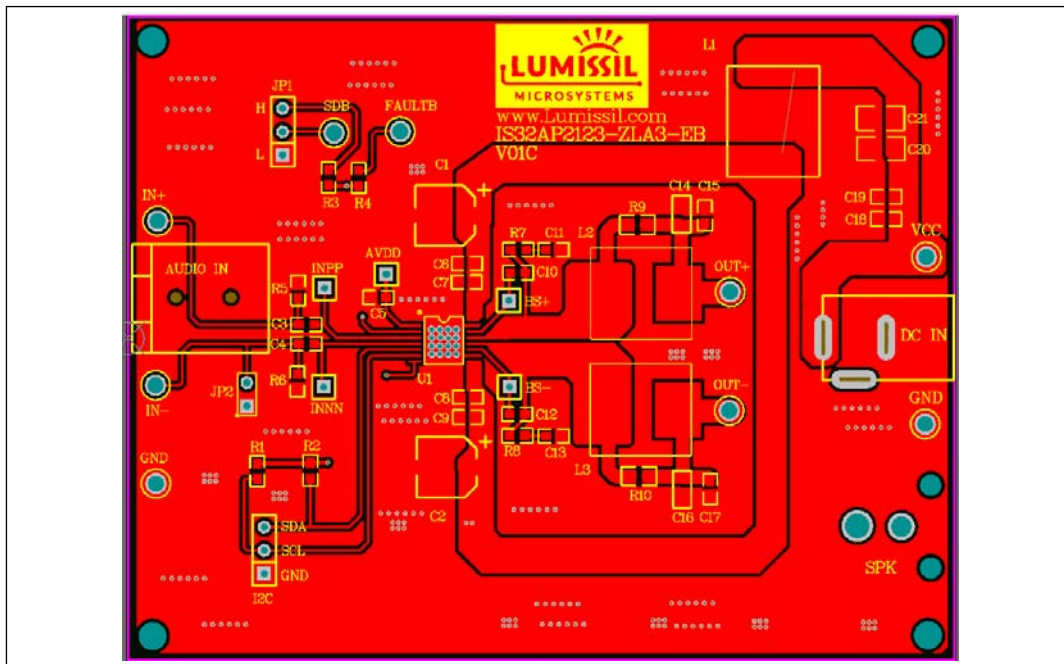 LUMISSIL
MICROSYSTEMS
www.Lumissil.com
IS32AP2123-ZLA3-EB
V01C
L1
JP1
H
L
SDB
FAULTB
R3
R4
C1
+
C21
C20
C19
C18
VCC
IN+
AUDIO IN
R5
C3
C4
R6
INPP
INNN
AVDD
C5
C6
C7
U1
R7
C11
C10
BS+
L2
R9
C14
C15
OUT+
DC IN
GND
IN-
JP2
C8
C9
BS-
C12
R8
C13
L3
R10
C16
C17
OUT-
GND
R1
R2
+
C2
SDA
SCL
GND
I2C
SPK